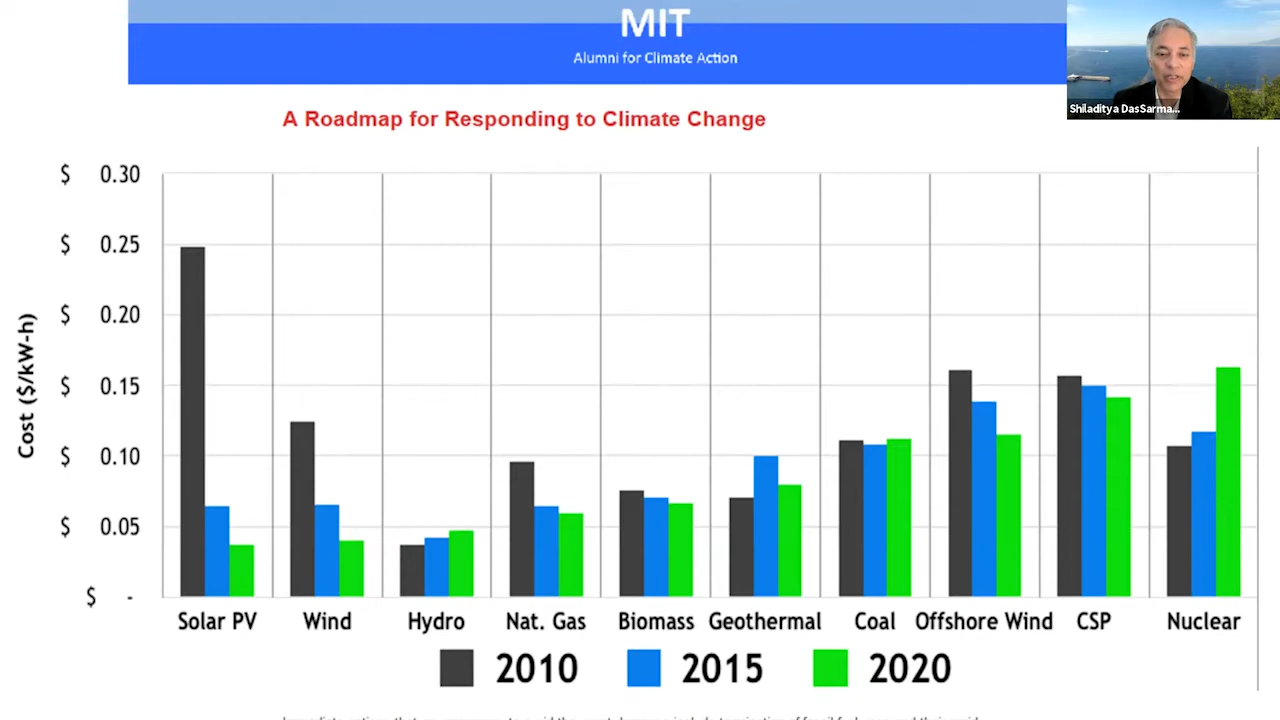 MIT
Alumni for Climate Action
Shiladitya DasSarma...
A Roadmap for Responding to Climate Change
Cost ($/kW-h)
$ 0.30
$ 0.25
$ 0.20
$ 0.15
$ 0.10
$ 0.05
$ -
Solar PV Wind Hydro Nat. Gas Biomass Geothermal Coal Offshore Wind CSP Nuclear
2010 2015 2020